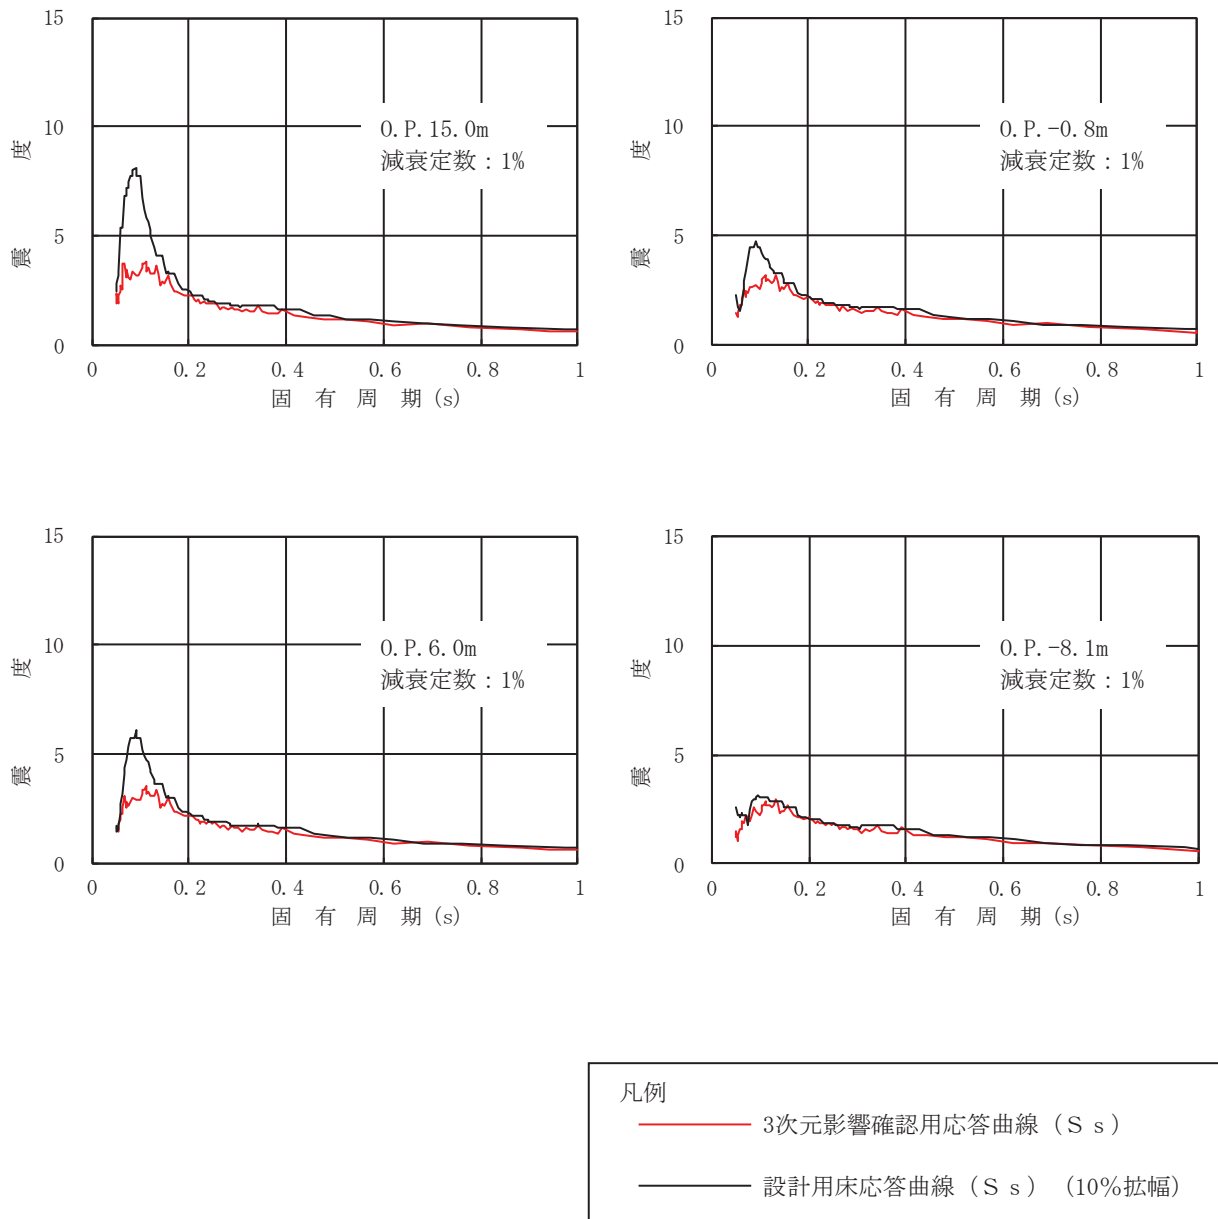 15
10
5
0
震 度
O.P.15.0m
減衰定数：1%
0 0.2 0.4 0.6 0.8 1
固 有 周 期(s)
15
10
5
0
震 度
O.P.-0.8m
減衰定数：1%
0 0.2 0.4 0.6 0.8 1
固 有 周 期(s)
15
10
5
0
震 度
O.P.6.0m
減衰定数：1%
0 0.2 0.4 0.6 0.8 1
固 有 周 期(s)
15
10
5
0
震 度
O.P.-8.1m
減衰定数：1%
0 0.2 0.4 0.6 0.8 1
固 有 周 期(s)
凡例
3次元影響確認用応答曲線（Ｓｓ）
設計用床応答曲線（Ｓｓ）（10％拡幅）